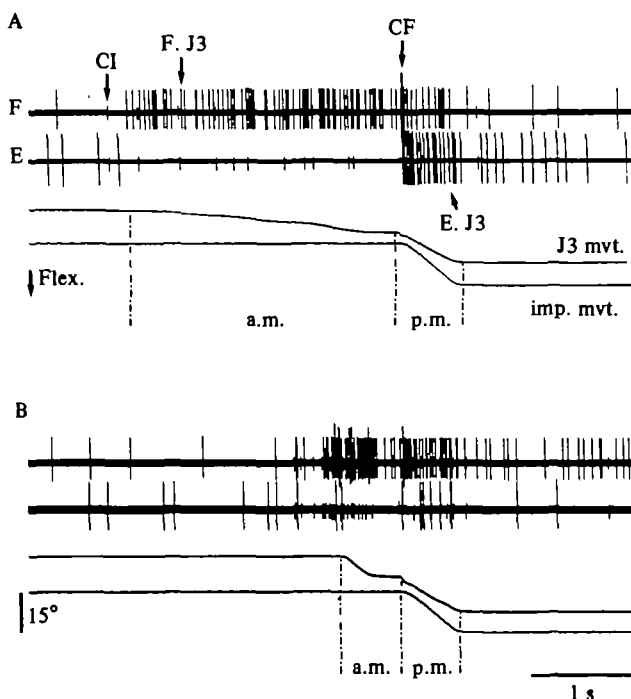 A
CI
F. J3
CF
F
E
E. J3
J3 mvt.
Flex.
imp. mvt.
a.m.
p.m.
B
15°
a.m.
p.m.
1 s